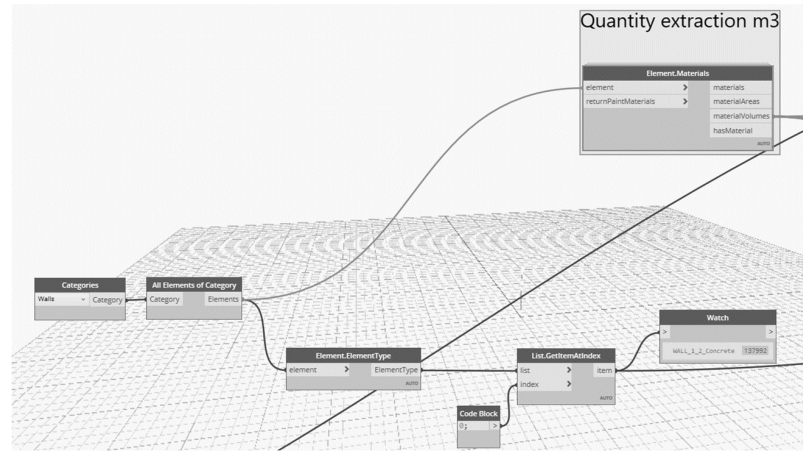 Quantity extraction m3
Element.Materials
element > materials
returnPaintMaterials > materialAreas
materialVolumes
hasMaterial
AUTO
Categories
Walls Category
All Elements of Category
Category Elements
Element.ElementType
element > ElementType
AUTO
List.GetItemAtIndex
list > item
index >
AUTO
Watch
> >
WALL_1_2_Concrete 137992
Code Block
0; >